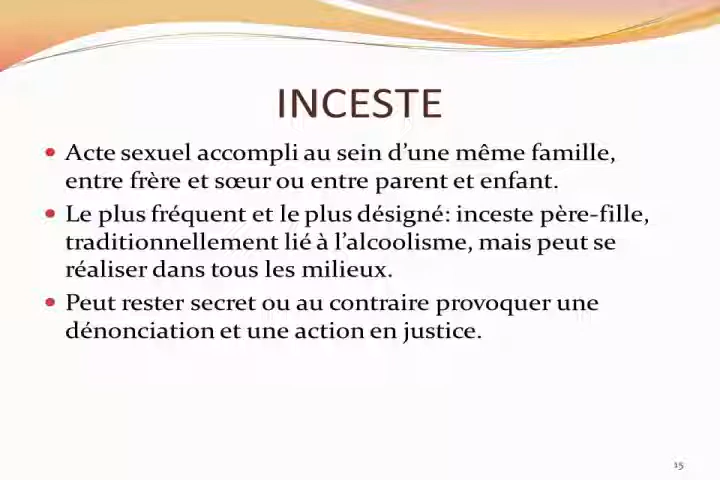 INCESTE
• Acte sexuel accompli au sein d’une même famille,
entre frère et sœur ou entre parent et enfant.
• Le plus fréquent et le plus désigné: inceste père-fille,
traditionnellement lié à l’alcoolisme, mais peut se
réaliser dans tous les milieux.
• Peut rester secret ou au contraire provoquer une
dénonciation et une action en justice.
15